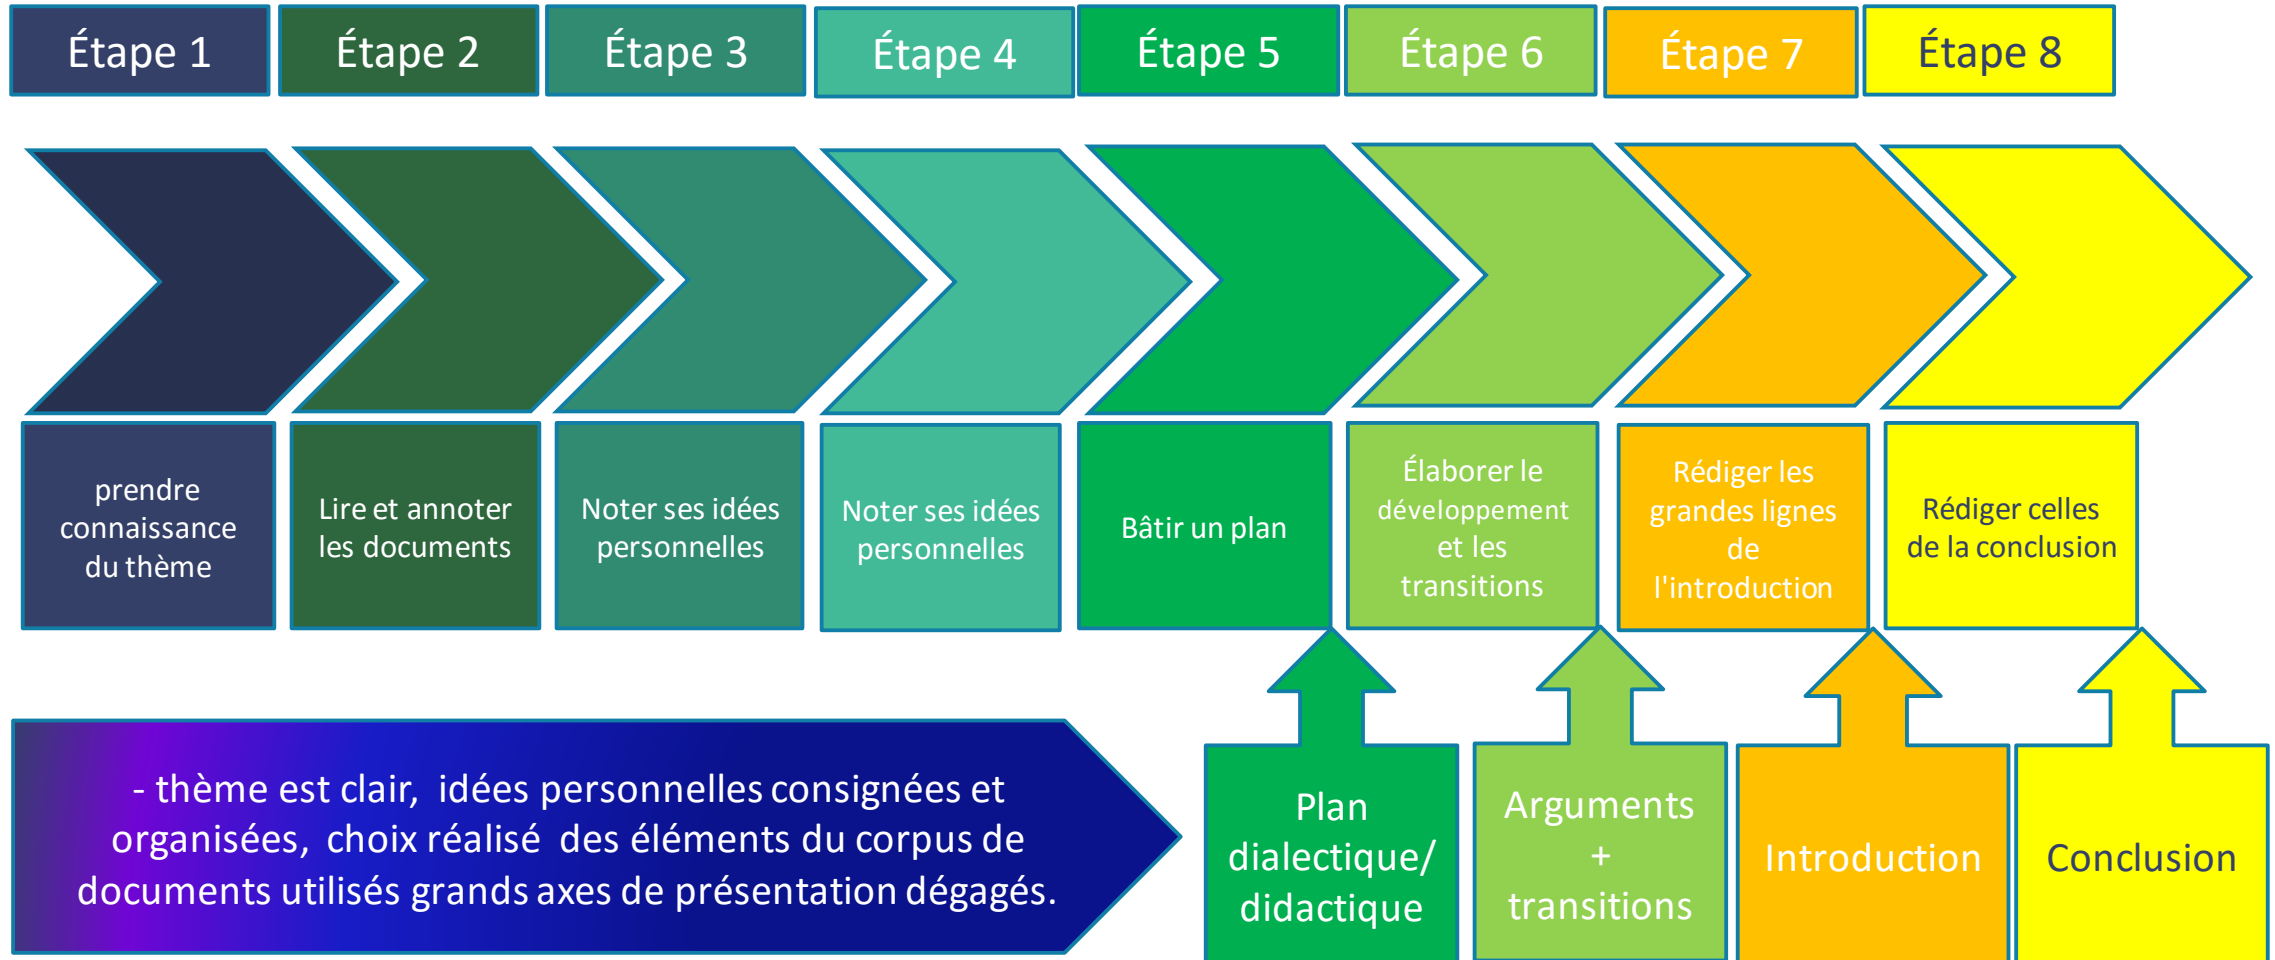 Étape 1
Étape 2
Étape 3
Étape 4
Étape 5
Étape 6
Étape 7
Étape 8
prendre
connaissance
du thème
Lire et annoter
les documents
Noter ses idées
personnelles
Noter ses idées
personnelles
Bâtir un plan
Élaborer le
développement
et les
transitions
Rédiger les
grandes lignes
de
l'introduction
Rédiger celles
de la conclusion
- thème est clair, idées personnelles consignées et
organisées, choix réalisé des éléments du corpus de
documents utilisés grands axes de présentation dégagés.
Plan
dialectique/
didactique
Arguments
+
transitions
Introduction
Conclusion